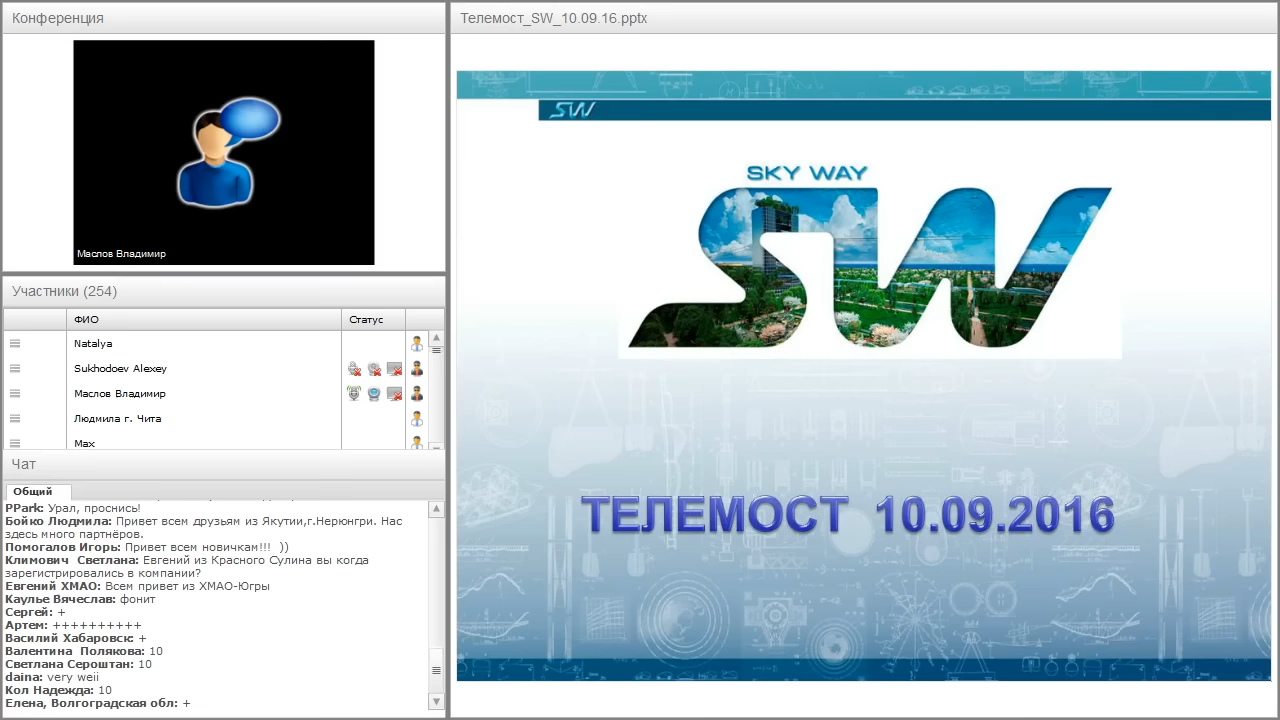 Конференция
Маслов Владимир
Участники (254)
ФИО Статус
Natalya
Sukhodoev Alexey
Маслов Владимир
Людмила г. Чита
Max
Чат
Общий
PPark: Урал, проснись!
Бойко Людмила: Привет всем друзьям из Якутии,г.Нерюнгри. Нас
здесь много партнёров.
Помогалов Игорь: Привет всем новичкам!!! ))
Климович Светлана: Евгений из Красного Сулина вы когда
зарегистрировались в компании?
Евгений ХМАО: Всем привет из ХМАО-Югры
Каулье Вячеслав: фонит
Сергей: +
Артем: ++++++++++
Василий Хабаровск: +
Валентина Полякова: 10
Светлана Сероштан: 10
daina: very weii
Кол Надежда: 10
Елена, Волгоградская обл: +
Телемост_SW_10.09.16.pptx
SW
SKY WAY
SW
ТЕЛЕМОСТ 10.09.2016